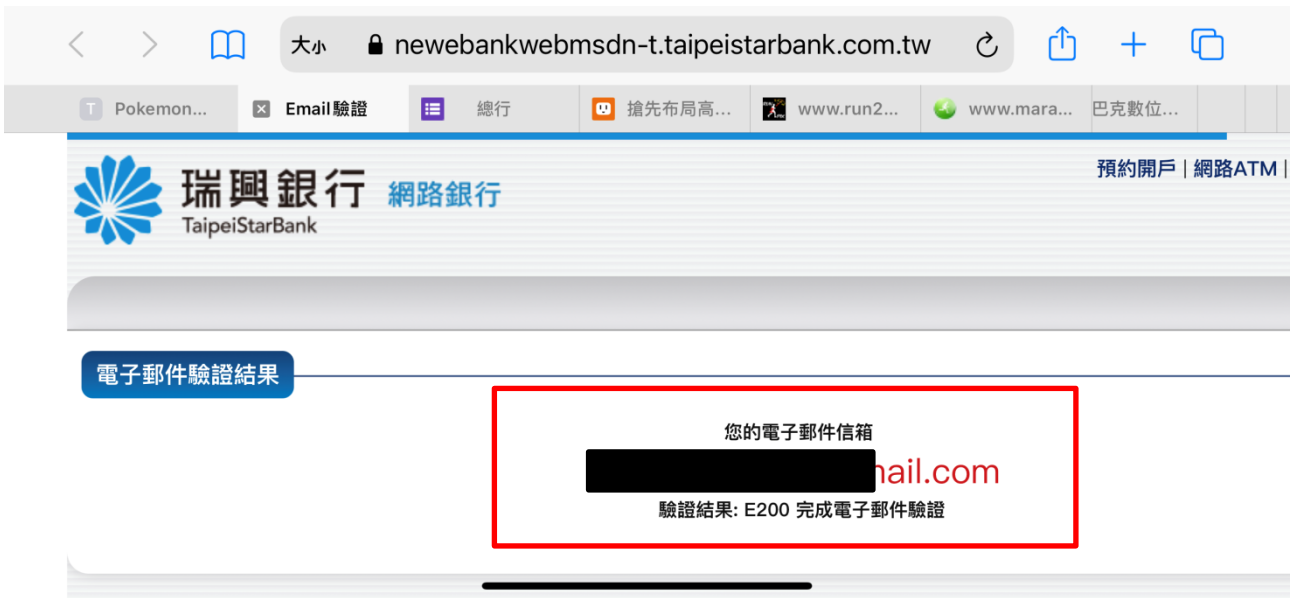 大小 newebankwebmsdn-t.taipeistarbank.com.tw
T Pokemon... Email驗證 總行 搶先布局高... www.run2... www.mara... 巴克數位...
預約開戶 | 網路ATM |
瑞興銀行 網路銀行
TaipeiStarBank
電子郵件驗證結果
您的電子郵件信箱
mail.com
驗證結果: E200 完成電子郵件驗證